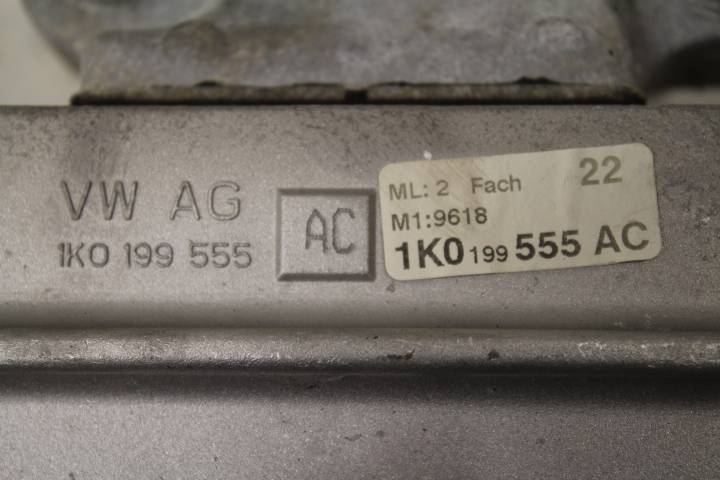 VW AG
1K0 199 555
AC
ML: 2 Fach 22
M1:9618
1K0 199 555 AC